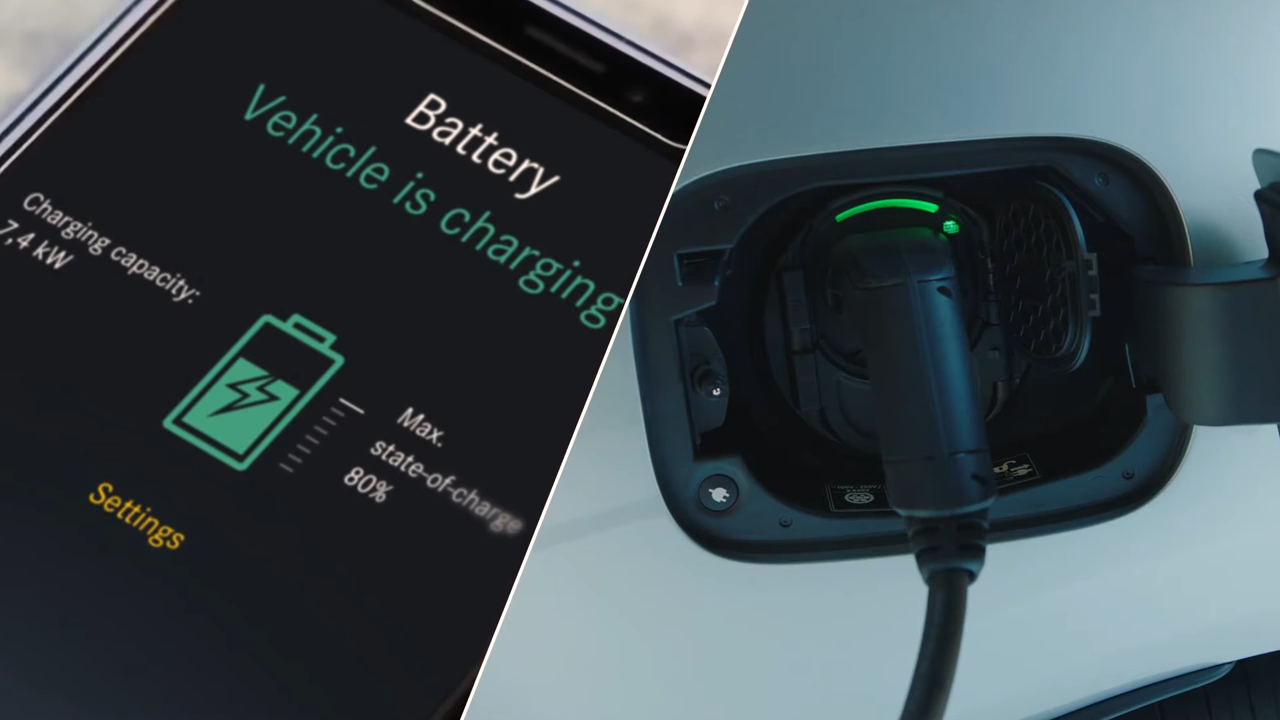 Battery
Vehicle is charging
Charging capacity:
7,4 kW
Max.
state-of-charge
80%
Settings